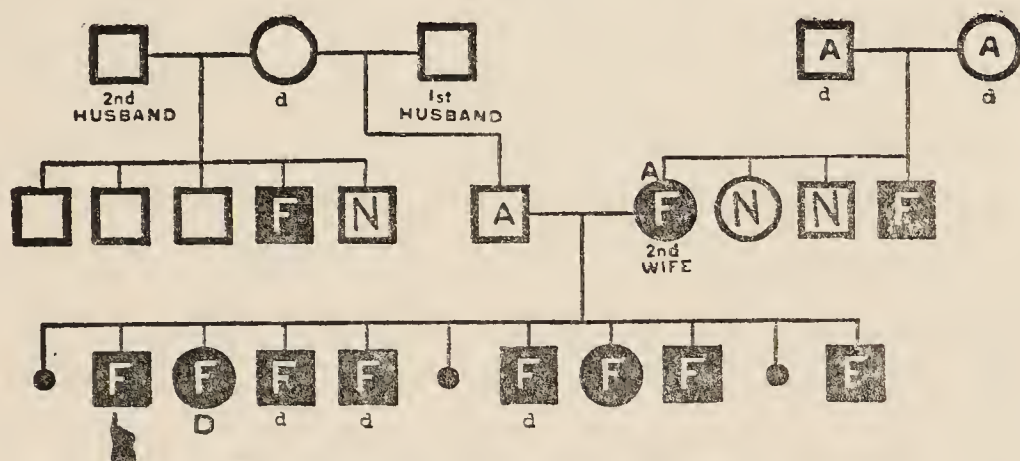 A A
2nd HUSBAND d 1st HUSBAND d d
A
F N A F N N F
2nd WIFE
F F F F F F F F
D d d d